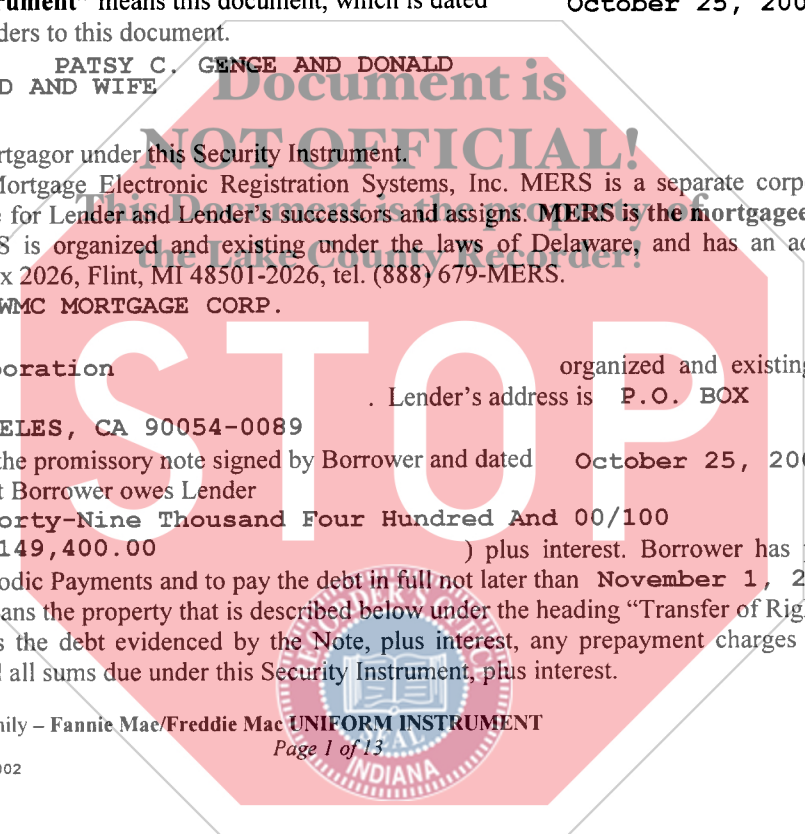 rument" means this document, which is dated October 25, 200
ders to this document.
PATSY C. GENGE AND DONALD
D AND WIFE
Document is
NOT OFFICIAL!
rtgagor under this Security Instrument.
Mortgage Electronic Registration Systems, Inc. MERS is a separate corp
This Document is the property of
e for Lender and Lender's successors and assigns. MERS is the mortgagee
the Lake County Recorder!
S is organized and existing under the laws of Delaware, and has an ad
x 2026, Flint, MI 48501-2026, tel. (888) 679-MERS.
WMC MORTGAGE CORP.
STOP
oration organized and existing
. Lender's address is P.O. BOX
ELES, CA 90054-0089
the promissory note signed by Borrower and dated October 25, 200
t Borrower owes Lender
orty-Nine Thousand Four Hundred And 00/100
149,400.00 ) plus interest. Borrower has
odic Payments and to pay the debt in full not later than November 1, 2
ans the property that is described below under the heading “Transfer of Rig
s the debt evidenced by the Note, plus interest, any prepayment charges
all sums due under this Security Instrument, plus interest.
RECORDER'S OFFICE
SEAL
INDIANA
nily – Fannie Mae/Freddie Mac UNIFORM INSTRUMENT
Page 1 of 13
002